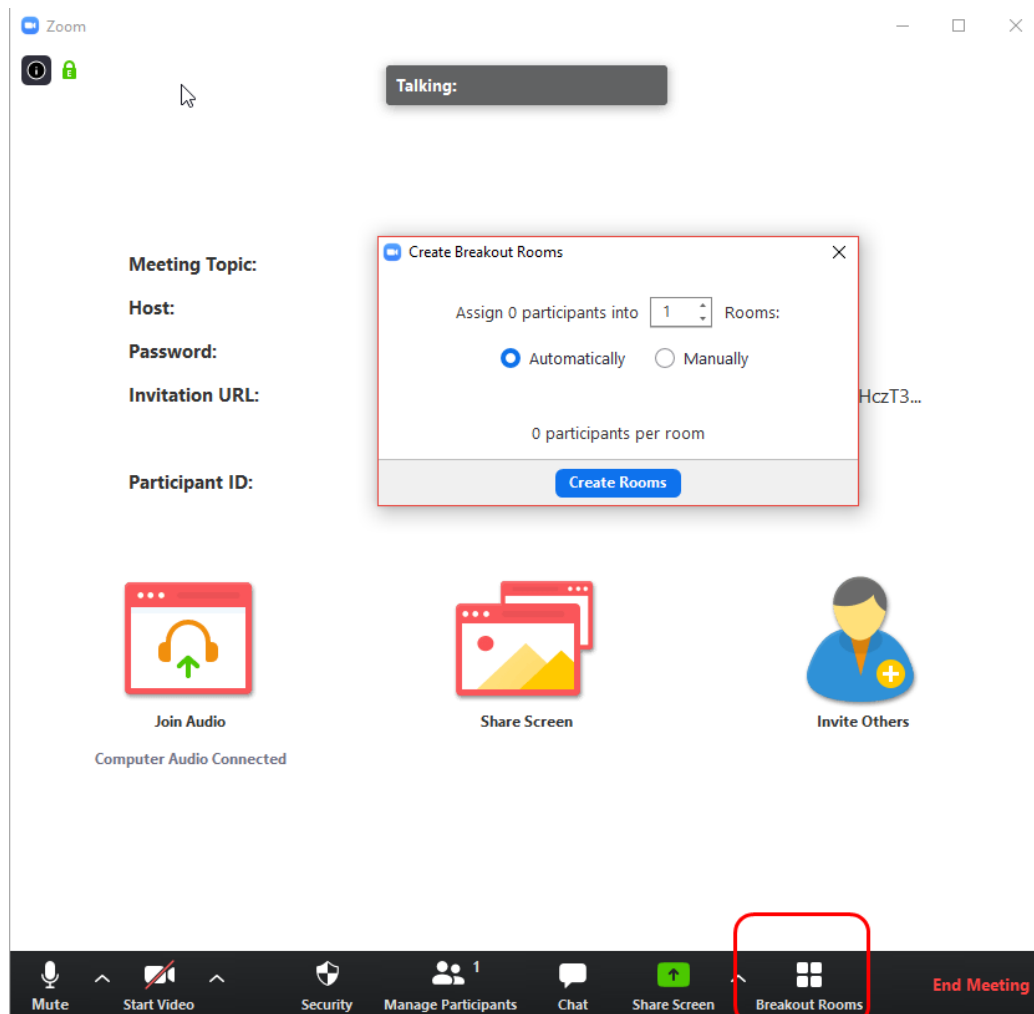 Zoom
Talking:
Create Breakout Rooms
Assign 0 participants into 1 Rooms:
Automatically Manually
0 participants per room
Create Rooms
Meeting Topic:
Host:
Password:
Invitation URL:
HczT3...
Participant ID:
Join Audio
Computer Audio Connected
Share Screen
Invite Others
Mute
Start Video
Security
Manage Participants 1
Chat
Share Screen
Breakout Rooms
End Meeting